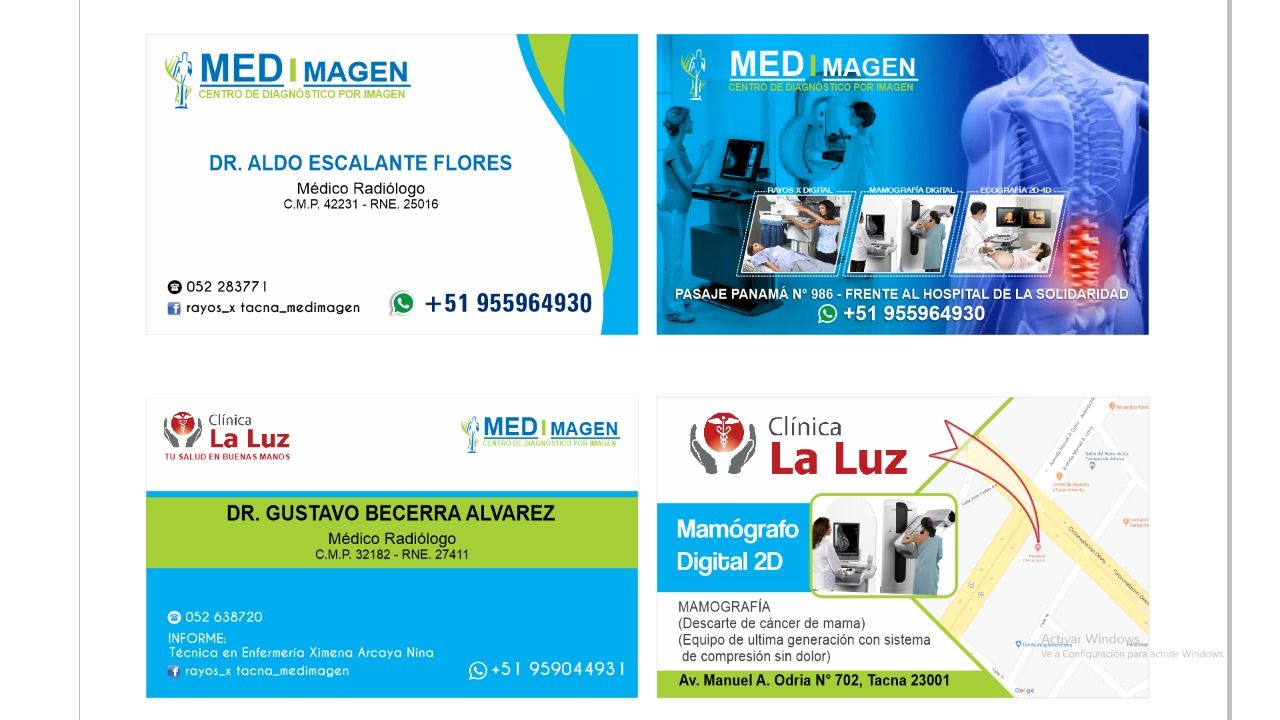 MEDIMAGEN
CENTRO DE DIAGNÓSTICO POR IMAGEN
DR. ALDO ESCALANTE FLORES
Médico Radiólogo
C.M.P. 42231 - RNE. 25016
052 283771
rayos_x tacna_medimagen
+51 955964930
MEDIMAGEN
CENTRO DE DIAGNÓSTICO POR IMAGEN
RAYOS X DIGITAL
MAMOGRAFÍA DIGITAL
ECOGRAFÍA 2D-4D
PASAJE PANAMÁ N° 986 - FRENTE AL HOSPITAL DE LA SOLIDARIDAD
+51 955964930
Clínica
La Luz
TU SALUD EN BUENAS MANOS
MEDIMAGEN
CENTRO DE DIAGNÓSTICO POR IMAGEN
DR. GUSTAVO BECERRA ALVAREZ
Médico Radiólogo
C.M.P. 32182 - RNE. 27411
052 638720
INFORME:
Técnica en Enfermería Ximena Arcaya Nina
rayos_x tacna_medimagen
+51 959044931
Clínica
La Luz
Mamógrafo
Digital 2D
MAMOGRAFÍA
(Descarte de cáncer de mama)
(Equipo de ultima generación con sistema
de compresión sin dolor)
Av. Manuel A. Odria N° 702, Tacna 23001
Google
Activar Windows
Ve a Configuración para activar Windows.